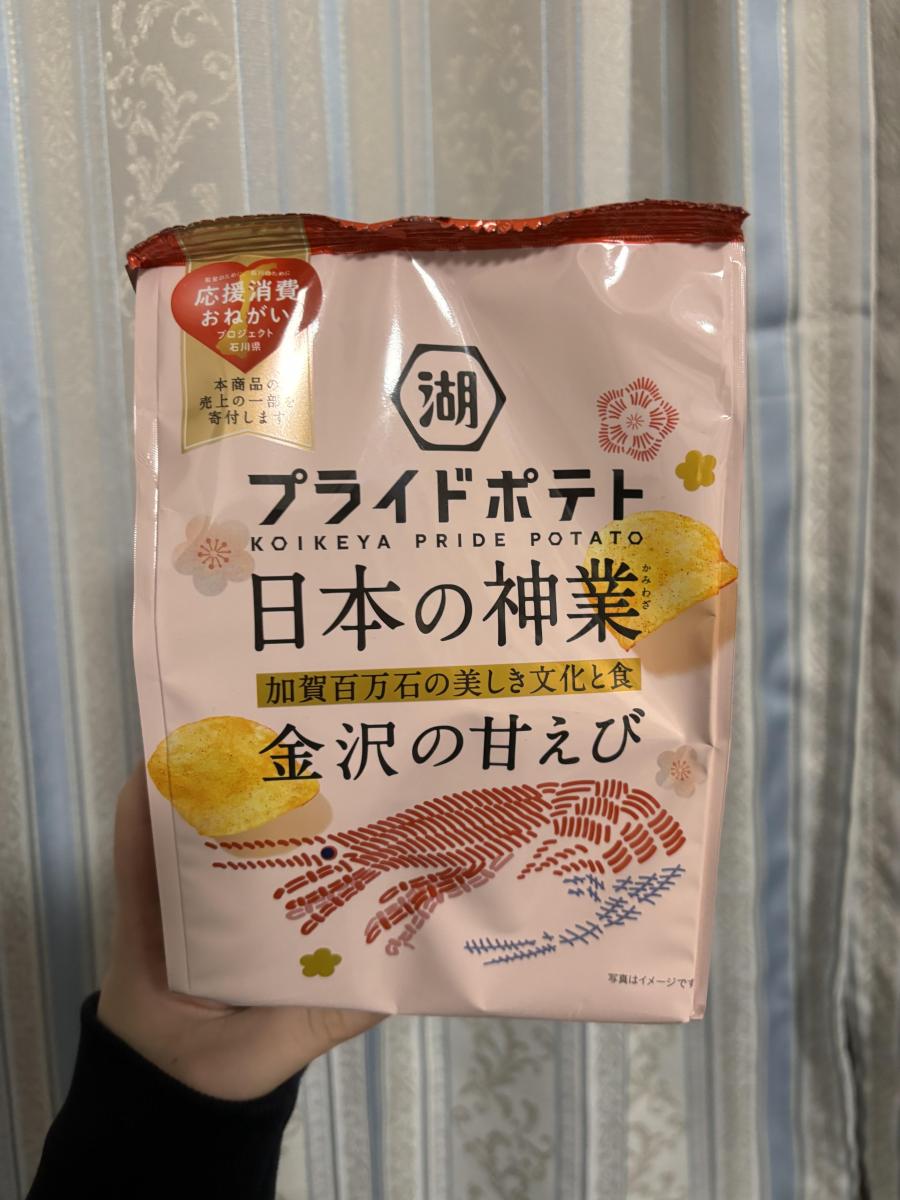 応援消費
おねがい
プロジェクト
石川県
本商品の
売上の一部を
寄付します
湖
プライドポテト
KOIKEYA PRIDE POTATO
日本の神業
かみわざ
加賀百万石の美しき文化と食
金沢の甘えび
写真はイメージです